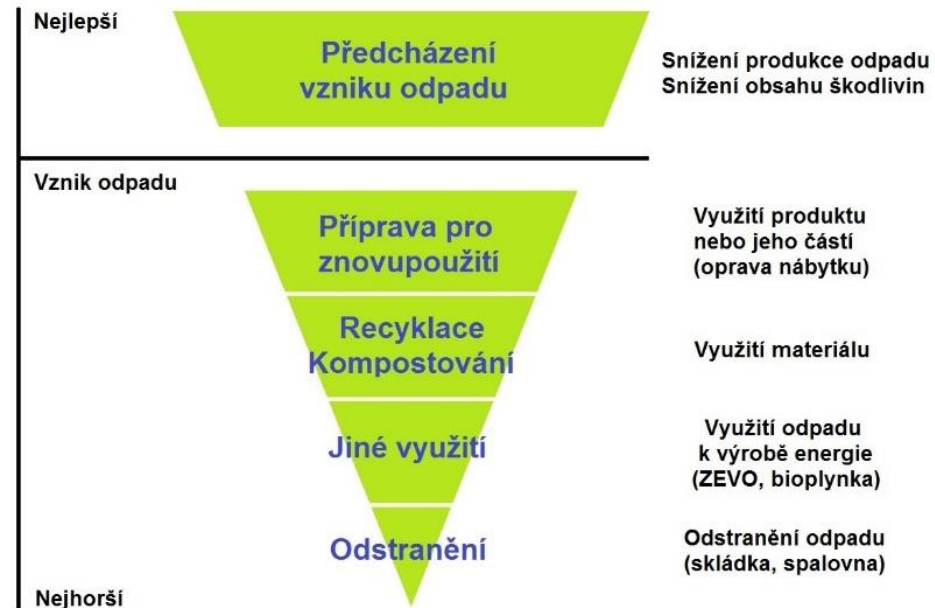 Nejlepší
Předcházení
vzniku odpadu
Snížení produkce odpadu
Snížení obsahu škodlivin
Vznik odpadu
Příprava pro
znovupoužití
Využití produktu
nebo jeho částí
(oprava nábytku)
Recyklace
Kompostování
Využití materiálu
Jiné využití
Využití odpadu
k výrobě energie
(ZEVO, bioplynka)
Odstranění
Odstranění odpadu
(skládka, spalovna)
Nejhorší